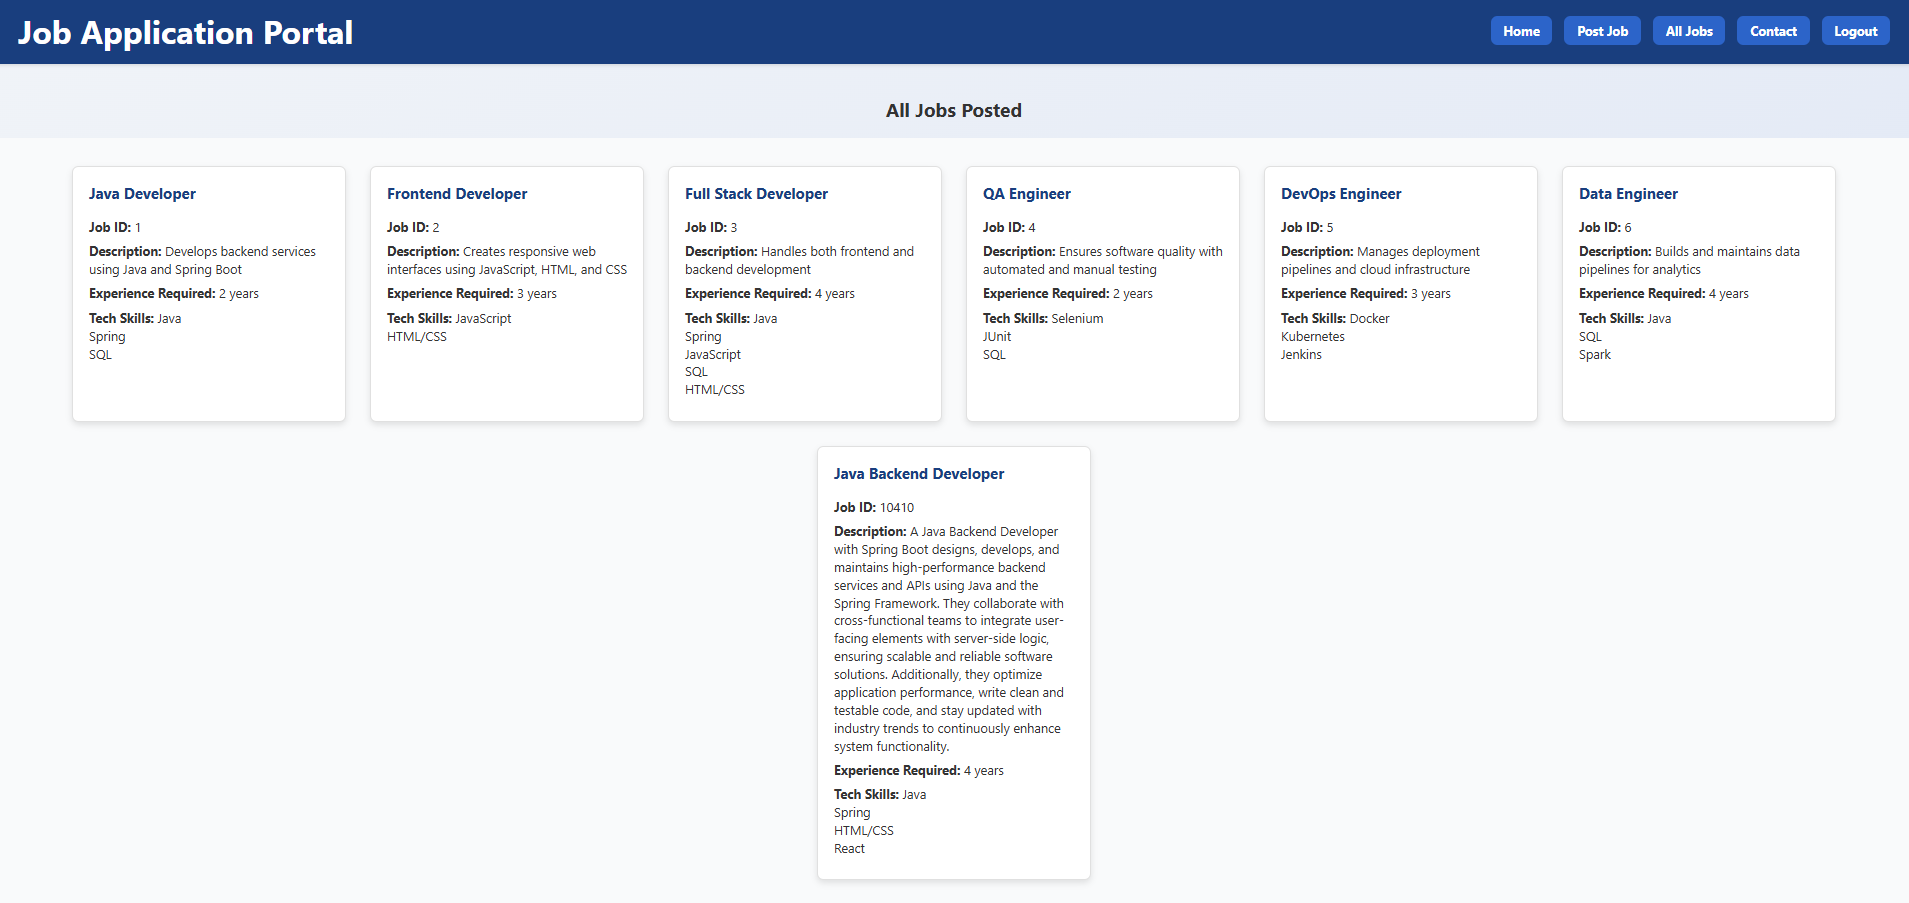 Job Application Portal
Home
Post Job
All Jobs
Contact
Logout
All Jobs Posted
Java Developer
Job ID: 1
Description: Develops backend services
using Java and Spring Boot
Experience Required: 2 years
Tech Skills: Java
Spring
SQL
Frontend Developer
Job ID: 2
Description: Creates responsive web
interfaces using JavaScript, HTML, and CSS
Experience Required: 3 years
Tech Skills: JavaScript
HTML/CSS
Full Stack Developer
Job ID: 3
Description: Handles both frontend and
backend development
Experience Required: 4 years
Tech Skills: Java
Spring
JavaScript
SQL
HTML/CSS
QA Engineer
Job ID: 4
Description: Ensures software quality with
automated and manual testing
Experience Required: 2 years
Tech Skills: Selenium
JUnit
SQL
DevOps Engineer
Job ID: 5
Description: Manages deployment
pipelines and cloud infrastructure
Experience Required: 3 years
Tech Skills: Docker
Kubernetes
Jenkins
Data Engineer
Job ID: 6
Description: Builds and maintains data
pipelines for analytics
Experience Required: 4 years
Tech Skills: Java
SQL
Spark
Java Backend Developer
Job ID: 10410
Description: A Java Backend Developer
with Spring Boot designs, develops, and
maintains high-performance backend
services and APIs using Java and the
Spring Framework. They collaborate with
cross-functional teams to integrate user-
facing elements with server-side logic,
ensuring scalable and reliable software
solutions. Additionally, they optimize
application performance, write clean and
testable code, and stay updated with
industry trends to continuously enhance
system functionality.
Experience Required: 4 years
Tech Skills: Java
Spring
HTML/CSS
React